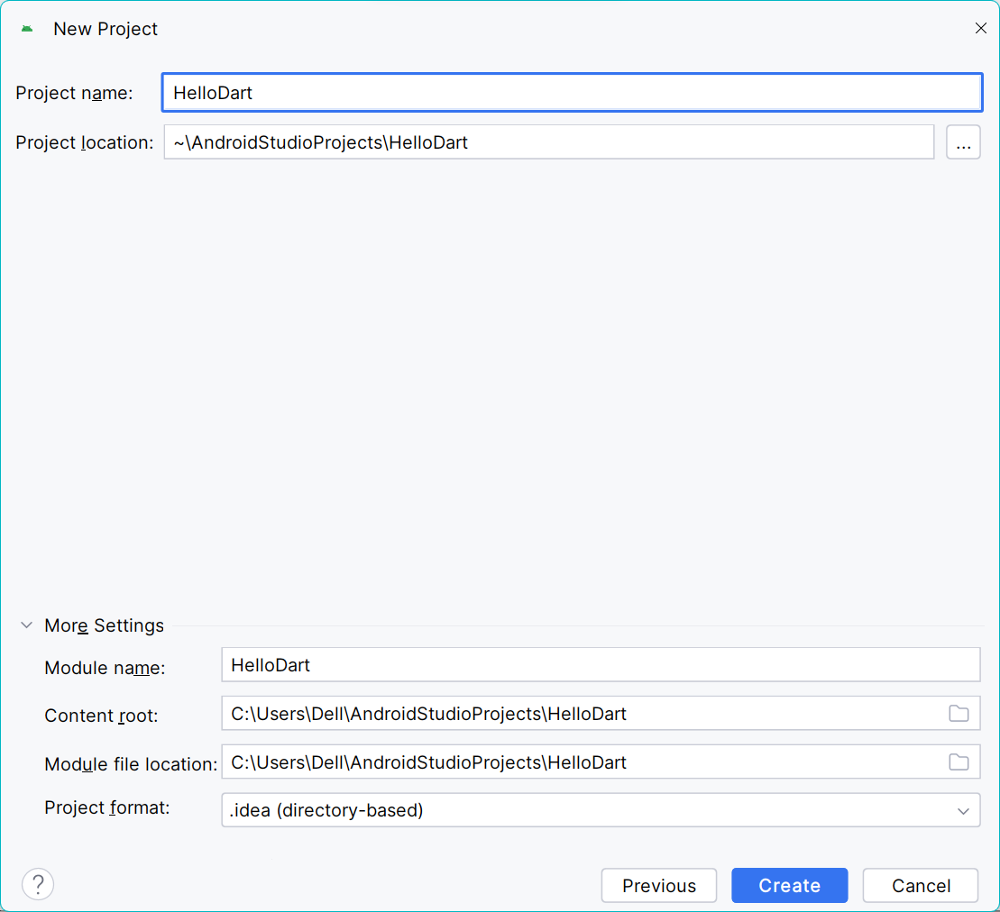 New Project
Project name: HelloDart
Project location: ~\AndroidStudioProjects\HelloDart ...
More Settings
Module name: HelloDart
Content root: C:\Users\Dell\AndroidStudioProjects\HelloDart
Module file location: C:\Users\Dell\AndroidStudioProjects\HelloDart
Project format: .idea (directory-based)
? Previous Create Cancel